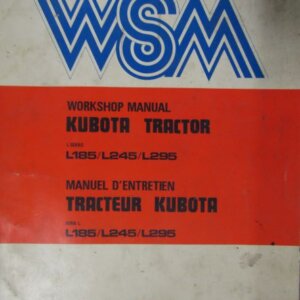 WSM
WORKSHOP MANUAL
KUBOTA TRACTOR
L SERIES
L185/L245/L295
MANUEL D'ENTRETIEN
TRACTEUR KUBOTA
SERIE L
L185/L245/L295